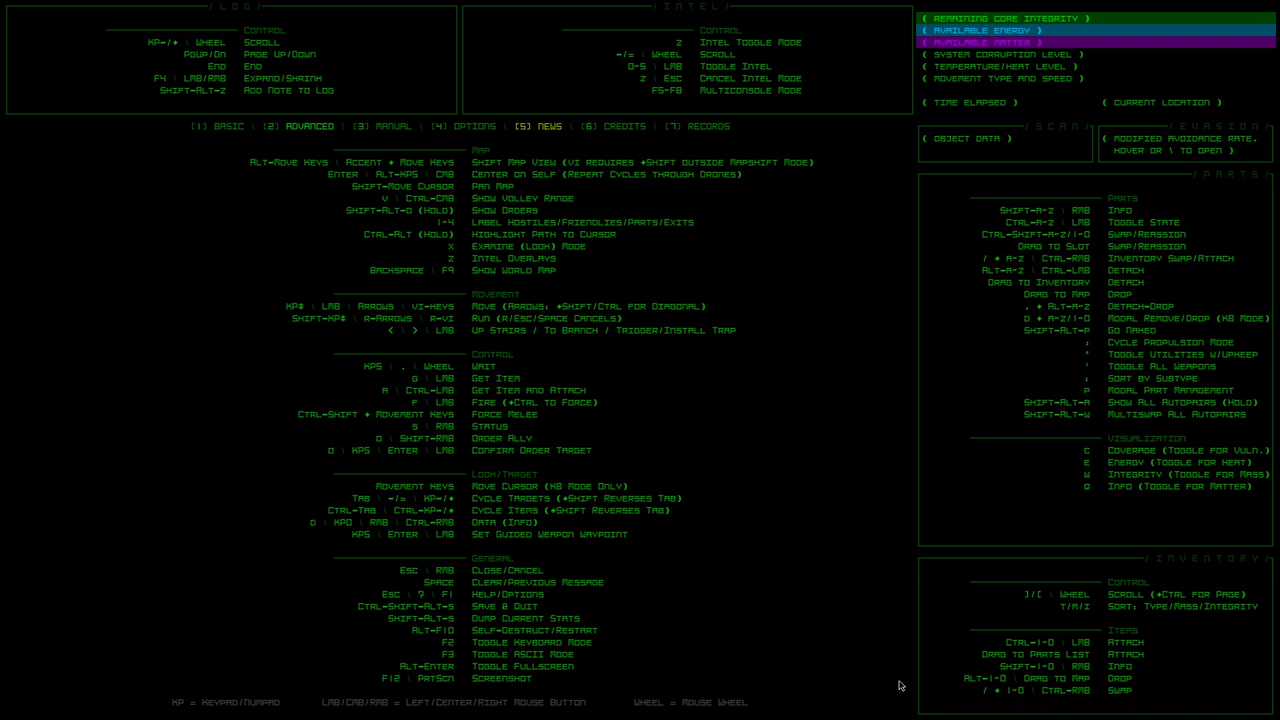 / LOG /
CONTROL
KP-/+ \ WHEEL SCROLL
PGUP/DN PAGE UP/DOWN
END END
F4 \ LMB/RMB EXPAND/SHRINK
SHIFT-ALT-Z ADD NOTE TO LOG
/ INTEL /
CONTROL
Z INTEL TOGGLE MODE
-/= \ WHEEL SCROLL
0-5 \ LMB TOGGLE INTEL
Z \ ESC CANCEL INTEL MODE
F5-F8 MULTICONSOLE MODE
( REMAINING CORE INTEGRITY )
( AVAILABLE ENERGY )
( AVAILABLE MATTER )
( SYSTEM CORRUPTION LEVEL )
( TEMPERATURE/HEAT LEVEL )
( MOVEMENT TYPE AND SPEED )
( TIME ELAPSED ) ( CURRENT LOCATION )
/ SCAN /
( OBJECT DATA )
/ EVASION /
( MODIFIED AVOIDANCE RATE,
HOVER OR \ TO OPEN )
[1] BASIC \ [2] ADVANCED \ [3] MANUAL \ [4] OPTIONS \ [5] NEWS \ [6] CREDITS \ [7] RECORDS
MAP
ALT-MOVE KEYS \ ACCENT + MOVE KEYS SHIFT MAP VIEW (VI REQUIRES +SHIFT OUTSIDE MAPSHIFT MODE)
ENTER \ ALT-KP5 \ CMB CENTER ON SELF (REPEAT CYCLES THROUGH DRONES)
SHIFT-MOVE CURSOR PAN MAP
V \ CTRL-CMB SHOW VOLLEY RANGE
SHIFT-ALT-O (HOLD) SHOW ORDERS
1-4 LABEL HOSTILES/FRIENDLIES/PARTS/EXITS
CTRL-ALT (HOLD) HIGHLIGHT PATH TO CURSOR
X EXAMINE (LOOK) MODE
Z INTEL OVERLAYS
BACKSPACE \ F9 SHOW WORLD MAP
MOVEMENT
KP# \ LMB \ ARROWS \ VI-KEYS MOVE (ARROWS: +SHIFT/CTRL FOR DIAGONAL)
SHIFT-KP# \ R-ARROWS \ R-VI RUN (R/ESC/SPACE CANCELS)
< \ > \ LMB UP STAIRS / TO BRANCH / TRIGGER/INSTALL TRAP
CONTROL
KP5 \ . \ WHEEL WAIT
G \ LMB GET ITEM
A \ CTRL-LMB GET ITEM AND ATTACH
F \ LMB FIRE (+CTRL TO FORCE)
CTRL-SHIFT + MOVEMENT KEYS FORCE MELEE
S \ RMB STATUS
O \ SHIFT-RMB ORDER ALLY
O \ KP5 \ ENTER \ LMB CONFIRM ORDER TARGET
LOOK/TARGET
MOVEMENT KEYS MOVE CURSOR (KB MODE ONLY)
TAB \ -/= \ KP-/+ CYCLE TARGETS (+SHIFT REVERSES TAB)
CTRL-TAB \ CTRL-KP-/+ CYCLE ITEMS (+SHIFT REVERSES TAB)
D \ KP0 \ RMB \ CTRL-RMB DATA (INFO)
KP5 \ ENTER \ LMB SET GUIDED WEAPON WAYPOINT
GENERAL
ESC \ RMB CLOSE/CANCEL
SPACE CLEAR/PREVIOUS MESSAGE
ESC \ ? \ F1 HELP/OPTIONS
CTRL-SHIFT-ALT-S SAVE & QUIT
SHIFT-ALT-S DUMP CURRENT STATS
ALT-F10 SELF-DESTRUCT/RESTART
F2 TOGGLE KEYBOARD MODE
F3 TOGGLE ASCII MODE
ALT-ENTER TOGGLE FULLSCREEN
F12 \ PRTSCN SCREENSHOT
KP = KEYPAD/NUMPAD LMB/CMB/RMB = LEFT/CENTER/RIGHT MOUSE BUTTON WHEEL = MOUSE WHEEL
/ PARTS /
PARTS
SHIFT-A-Z \ RMB INFO
CTRL-A-Z \ LMB TOGGLE STATE
CTRL-SHIFT-A-Z/1-0 SWAP/REASSIGN
DRAG TO SLOT SWAP/REASSIGN
/ + A-Z \ CTRL-RMB INVENTORY SWAP/ATTACH
ALT-A-Z \ CTRL-LMB DETACH
DRAG TO INVENTORY DETACH
DRAG TO MAP DROP
, + ALT-A-Z DETACH-DROP
D + A-Z/1-0 MODAL REMOVE/DROP (KB MODE)
SHIFT-ALT-P GO NAKED
; CYCLE PROPULSION MODE
" TOGGLE UTILITIES W/UPKEEP
' TOGGLE ALL WEAPONS
: SORT BY SUBTYPE
P MODAL PART MANAGEMENT
SHIFT-ALT-A SHOW ALL AUTOPAIRS (HOLD)
SHIFT-ALT-W MULTISWAP ALL AUTOPAIRS
VISUALIZATION
C COVERAGE (TOGGLE FOR VULN.)
E ENERGY (TOGGLE FOR HEAT)
W INTEGRITY (TOGGLE FOR MASS)
Q INFO (TOGGLE FOR MATTER)
/ INVENTORY /
CONTROL
]/[ \ WHEEL SCROLL (+CTRL FOR PAGE)
T/M/I SORT: TYPE/MASS/INTEGRITY
ITEMS
CTRL-1-0 \ LMB ATTACH
DRAG TO PARTS LIST ATTACH
SHIFT-1-0 \ RMB INFO
ALT-1-0 \ DRAG TO MAP DROP
/ + 1-0 \ CTRL-RMB SWAP